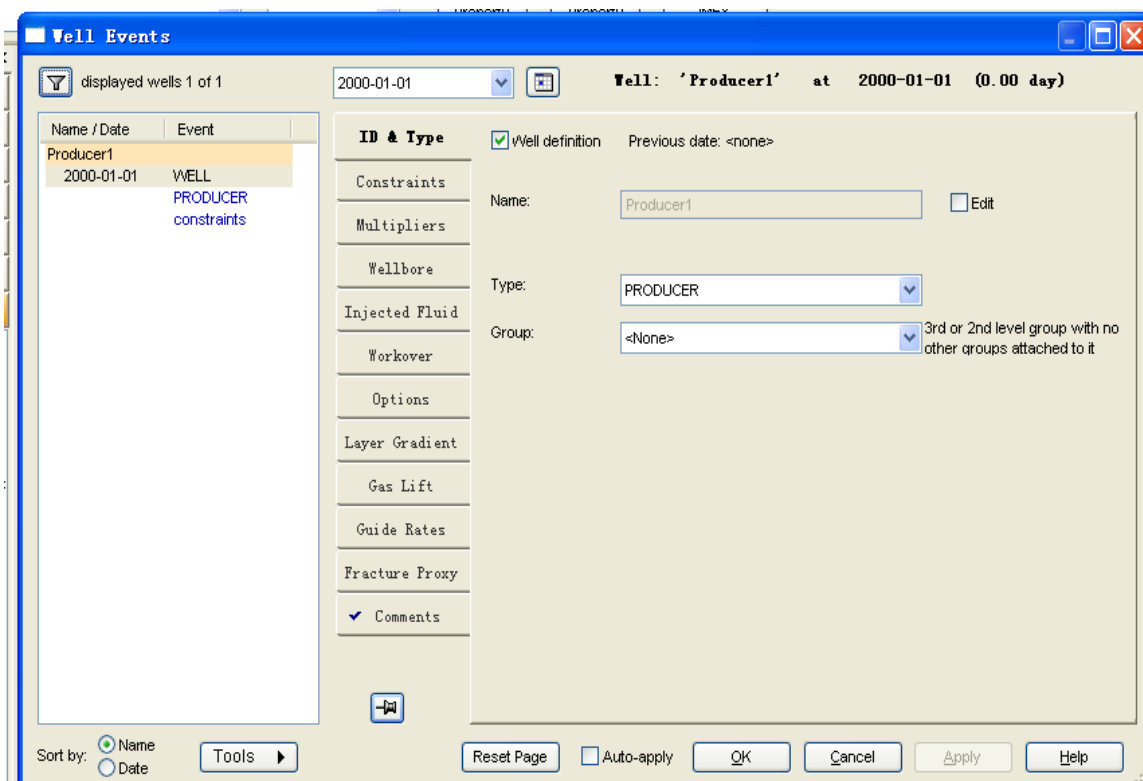 Well Events
displayed wells 1 of 1
2000-01-01
Well: 'Producer1' at 2000-01-01 (0.00 day)
Name / Date Event
Producer1
2000-01-01 WELL
PRODUCER
constraints
ID & Type
Constraints
Multipliers
Wellbore
Injected Fluid
Workover
Options
Layer Gradient
Gas Lift
Guide Rates
Fracture Proxy
Comments
Well definition Previous date: <none>
Name: Producer1 Edit
Type: PRODUCER
Group: <None> 3rd or 2nd level group with no
other groups attached to it
Sort by: Name
Date
Tools
Reset Page Auto-apply OK Cancel Apply Help